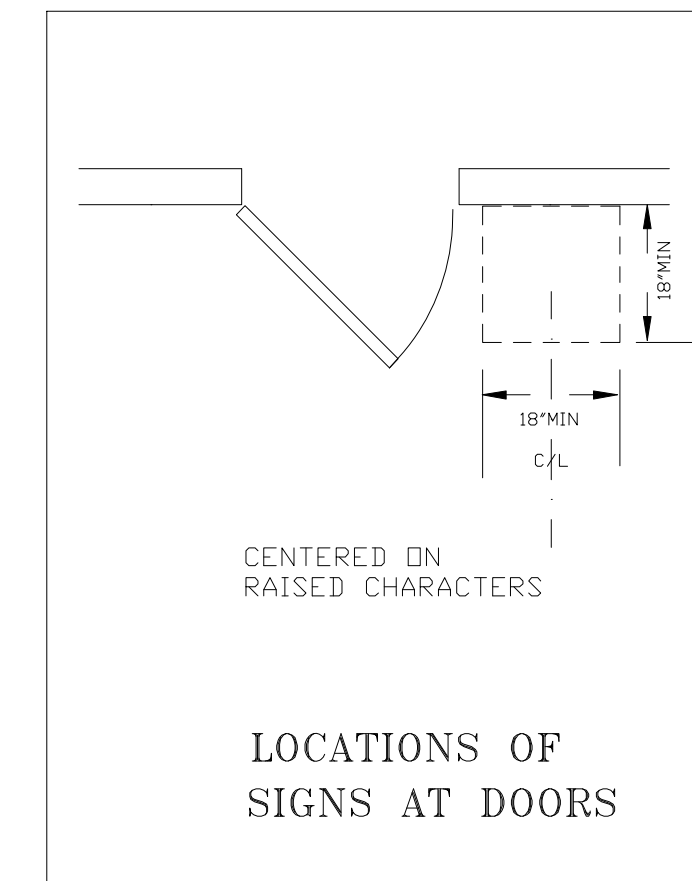 18"MIN
18"MIN
C/L
CENTERED ON
RAISED CHARACTERS
LOCATIONS OF
SIGNS AT DOORS